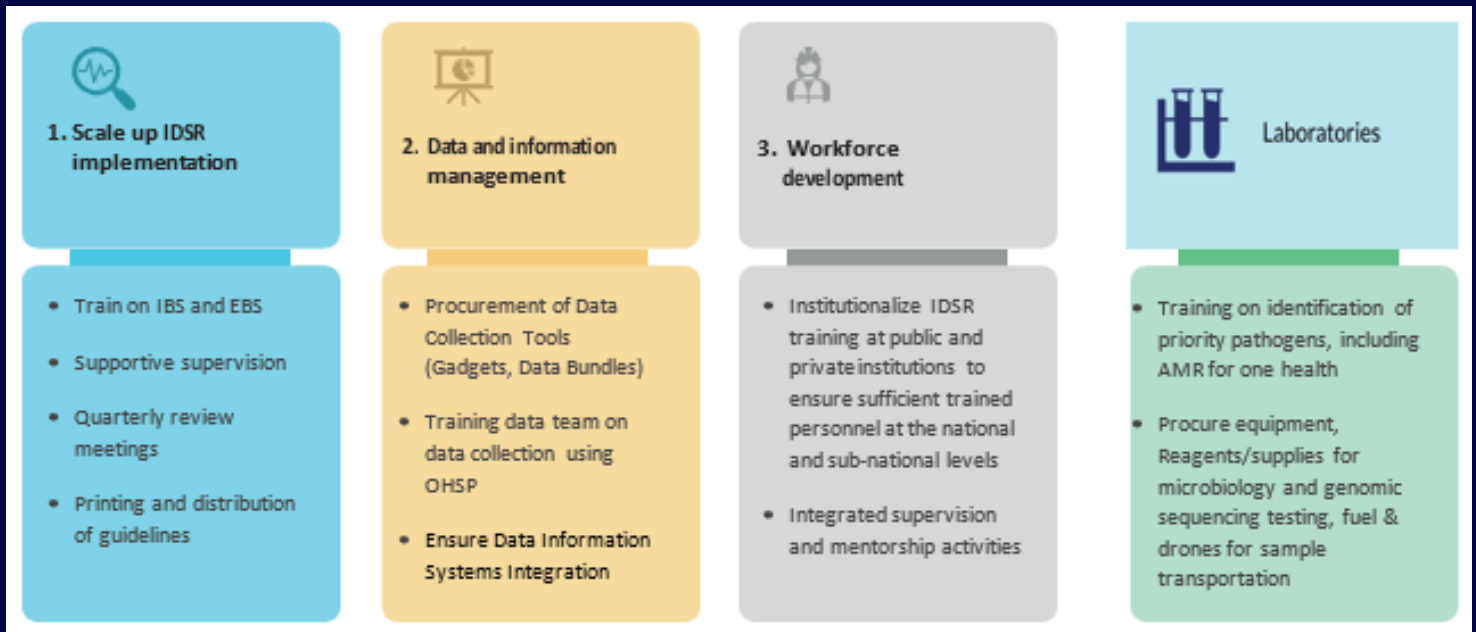 1. Scale up IDSR
implementation
• Train on IBS and EBS
• Supportive supervision
• Quarterly review
meetings
• Printing and distribution
of guidelines
2. Data and information
management
• Procurement of Data
Collection Tools
(Gadgets, Data Bundles)
• Training data team on
data collection using
OHSP
• Ensure Data Information
Systems Integration
3. Workforce
development
• Institutionalize IDSR
training at public and
private institutions to
ensure sufficient trained
personnel at the national
and sub-national levels
• Integrated supervision
and mentorship activities
Laboratories
• Training on identification of
priority pathogens, including
AMR for one health
• Procure equipment,
Reagents/supplies for
microbiology and genomic
sequencing testing, fuel &
drones for sample
transportation